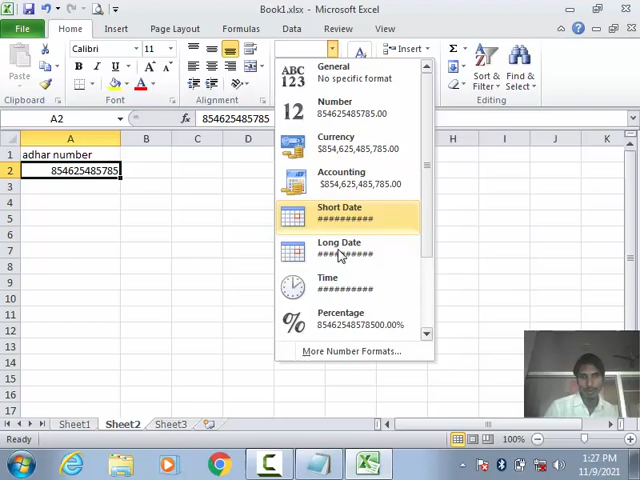 Book1.xlsx - Microsoft Excel
File Home Insert Page Layout Formulas Data Review View
Calibri 11 Insert Σ
Paste B I U A Sort & Filter Find & Select
Clipboard Font Alignment Editing
A2 fx 854625485785
A B C D H I J K
1 adhar number
2 854625485785
3
4
5
6
7
8
9
10
11
12
13
14
15
16
17
ABC 123 General
No specific format
12 Number
854625485785.00
Currency
$854,625,485,785.00
Accounting
$854,625,485,785.00
Short Date
##########
Long Date
##########
Time
##########
% Percentage
85462548578500.00%
More Number Formats...
Sheet1 Sheet2 Sheet3
Ready 100%
1:27 PM
11/9/2021